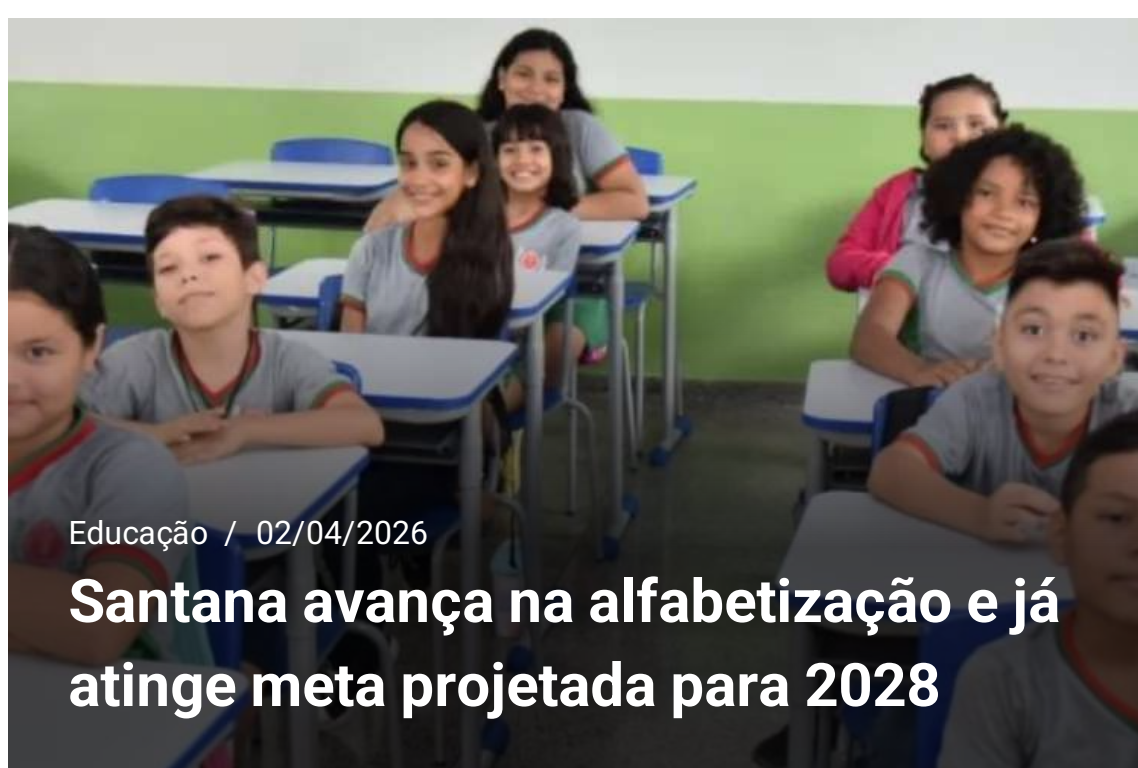 Educação / 02/04/2026
Santana avança na alfabetização e já
atinge meta projetada para 2028